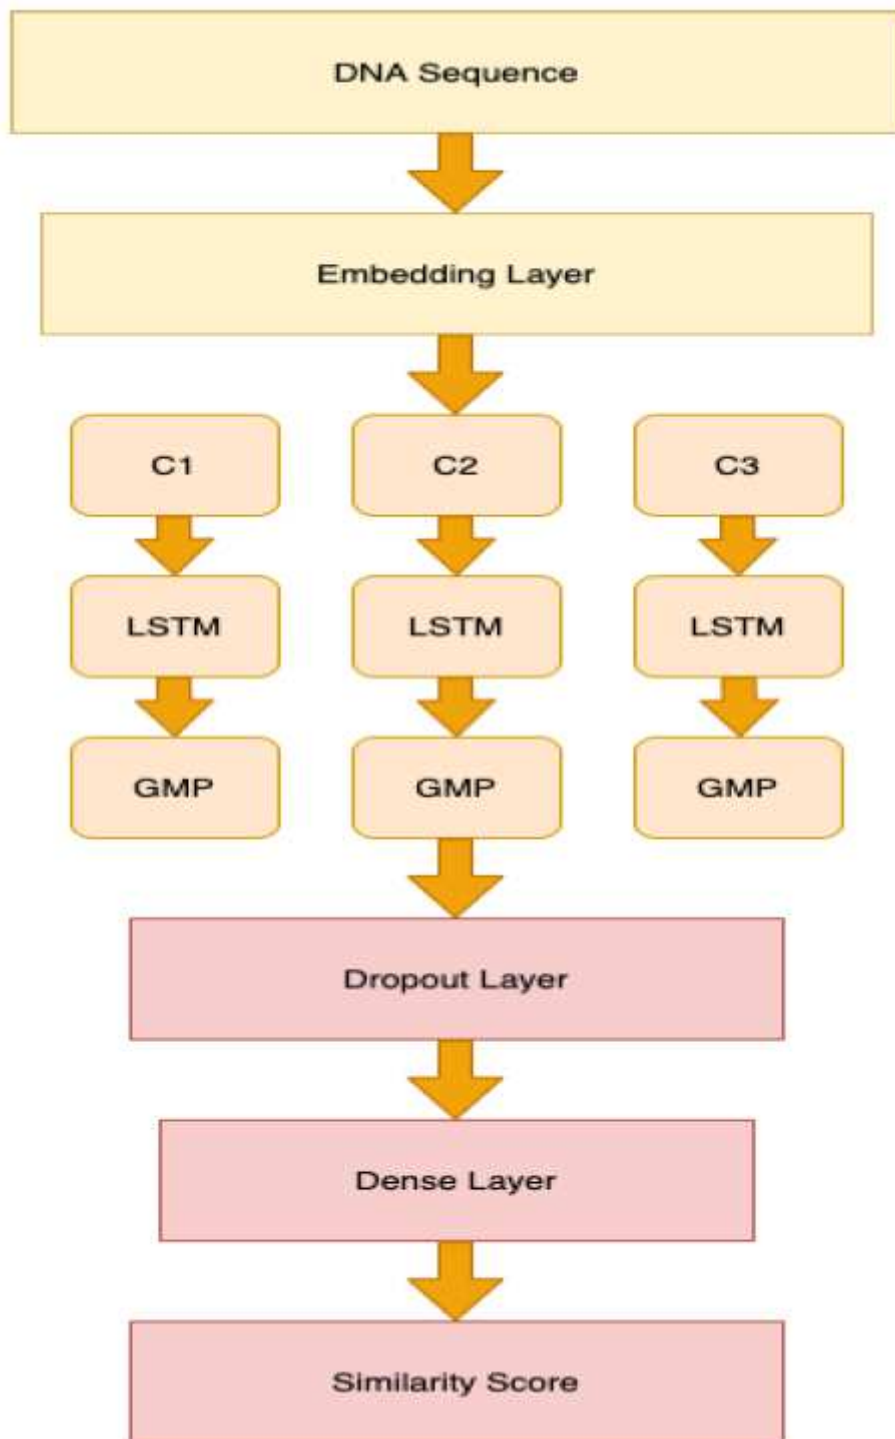 DNA Sequence
Embedding Layer
C1 C2 C3
LSTM LSTM LSTM
GMP GMP GMP
Dropout Layer
Dense Layer
Similarity Score